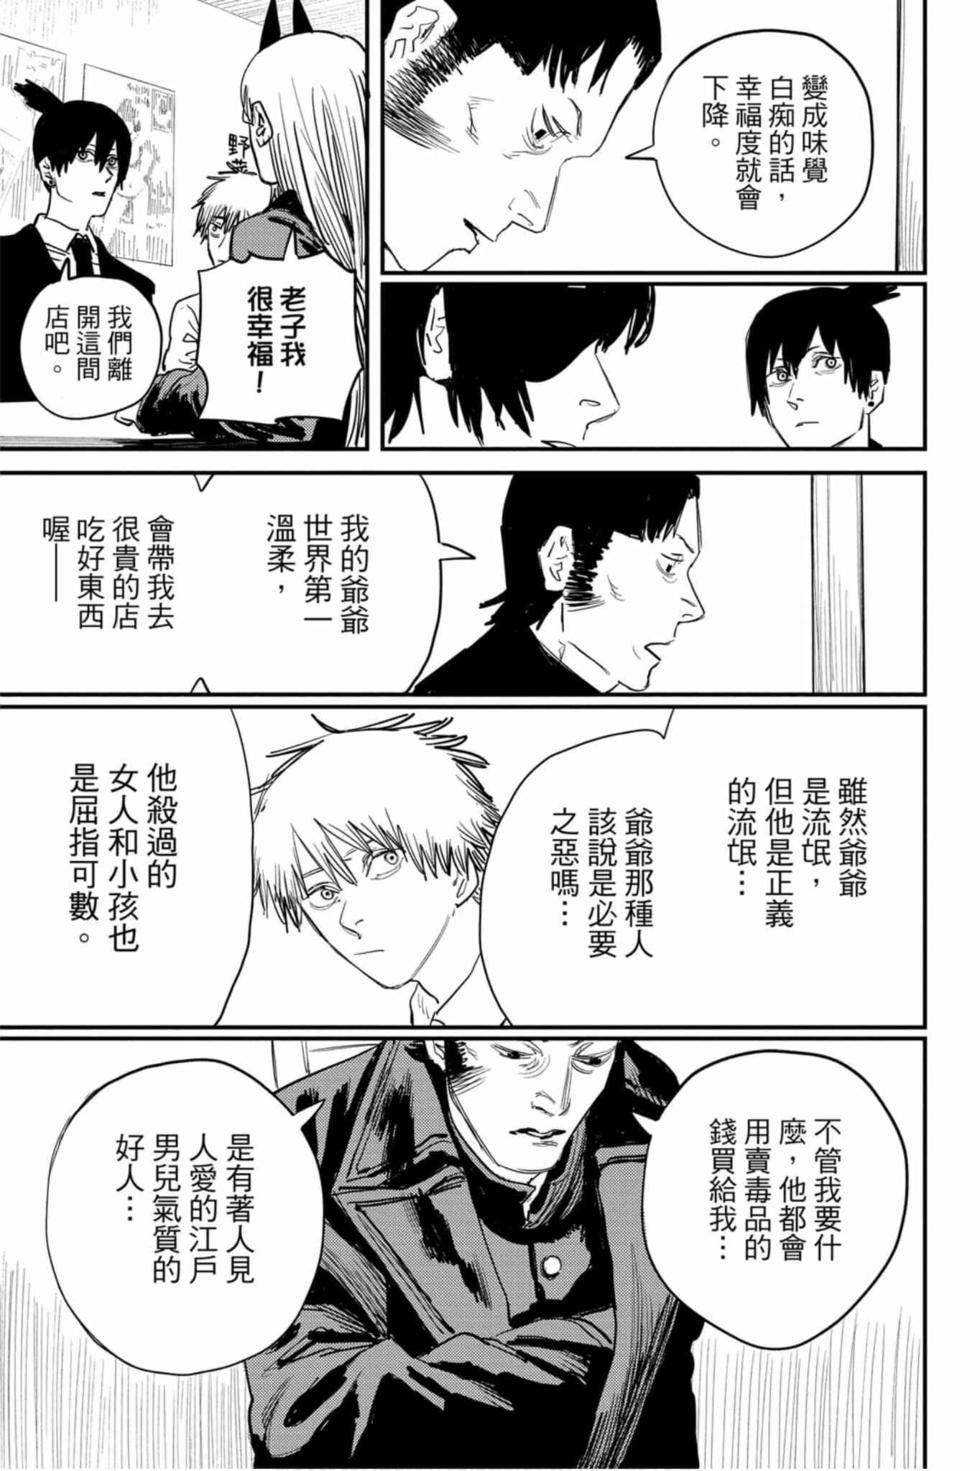 變成味覺
白痴的話，
幸福度就會
下降。
野
老子我
很幸福！
我們離
開這間
店吧。
我的爺爺
世界第一
溫柔，
會帶我去
很貴的店
吃好東西
喔——
雖然爺爺
是流氓，
但他是正義
的流氓…
爺爺那種人
該說是必要
之惡嗎…
他殺過的
女人和小孩也
是屈指可數。
不管我要什
麼，他都會
用賣毒品的
錢買給我…
是有著人見
人愛的江戶
男兒氣質的
好人…